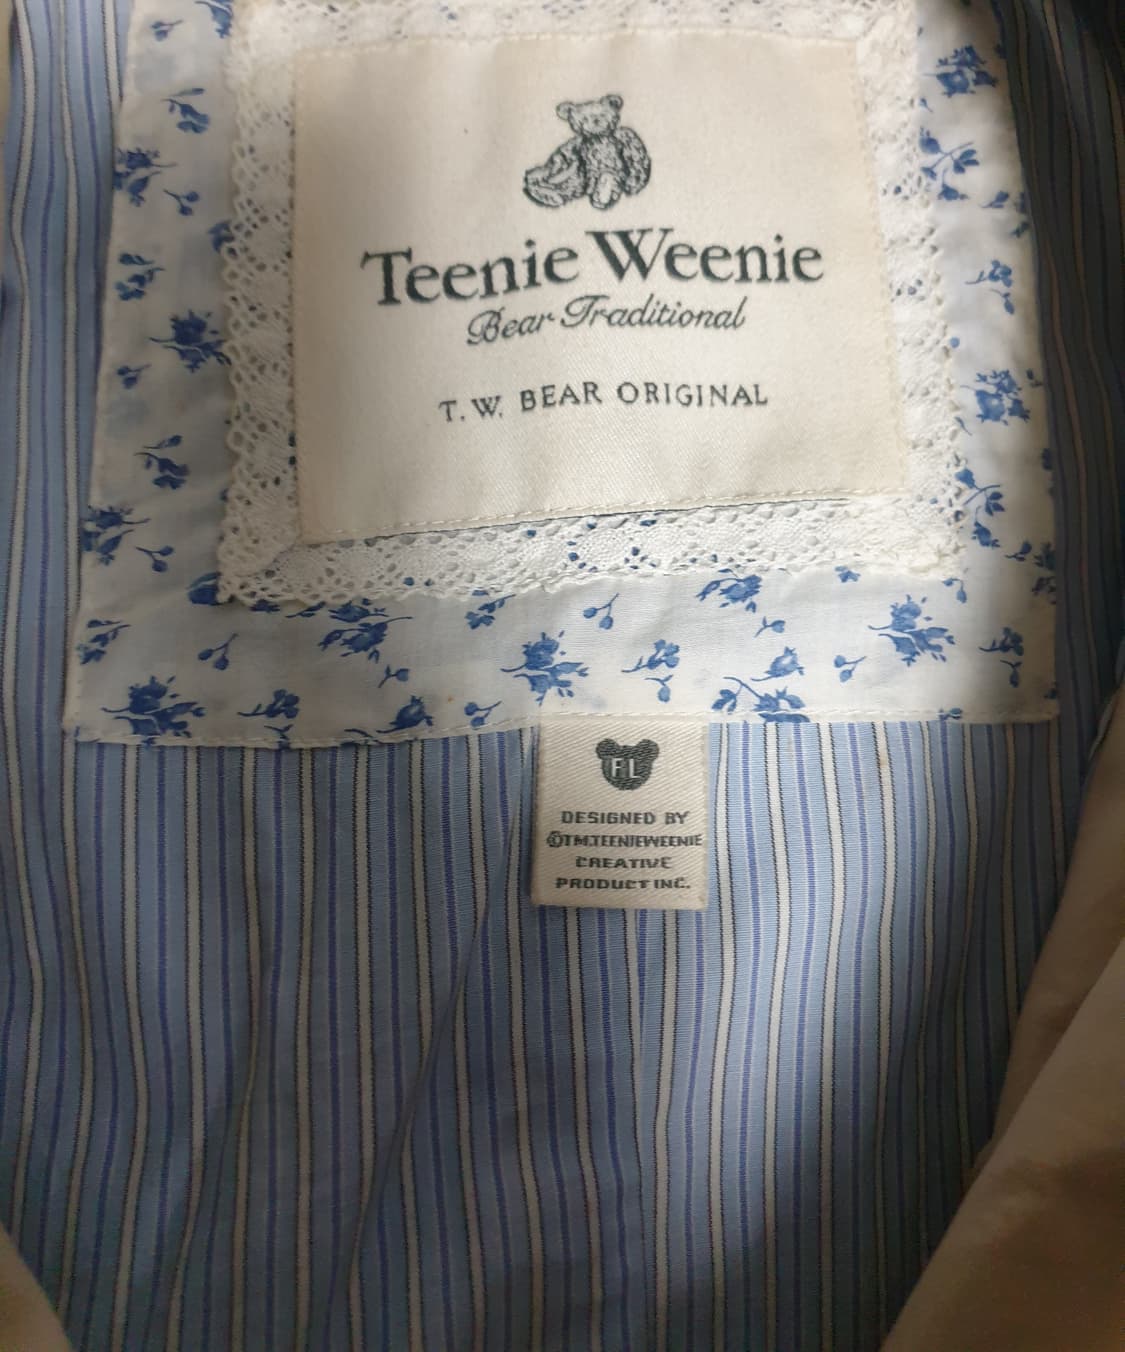 Teenie Weenie
Bear Traditional
T.W. BEAR ORIGINAL
FL
DESIGNED BY
©TM.TEENIEWEENIE
CREATIVE
PRODUCT INC.